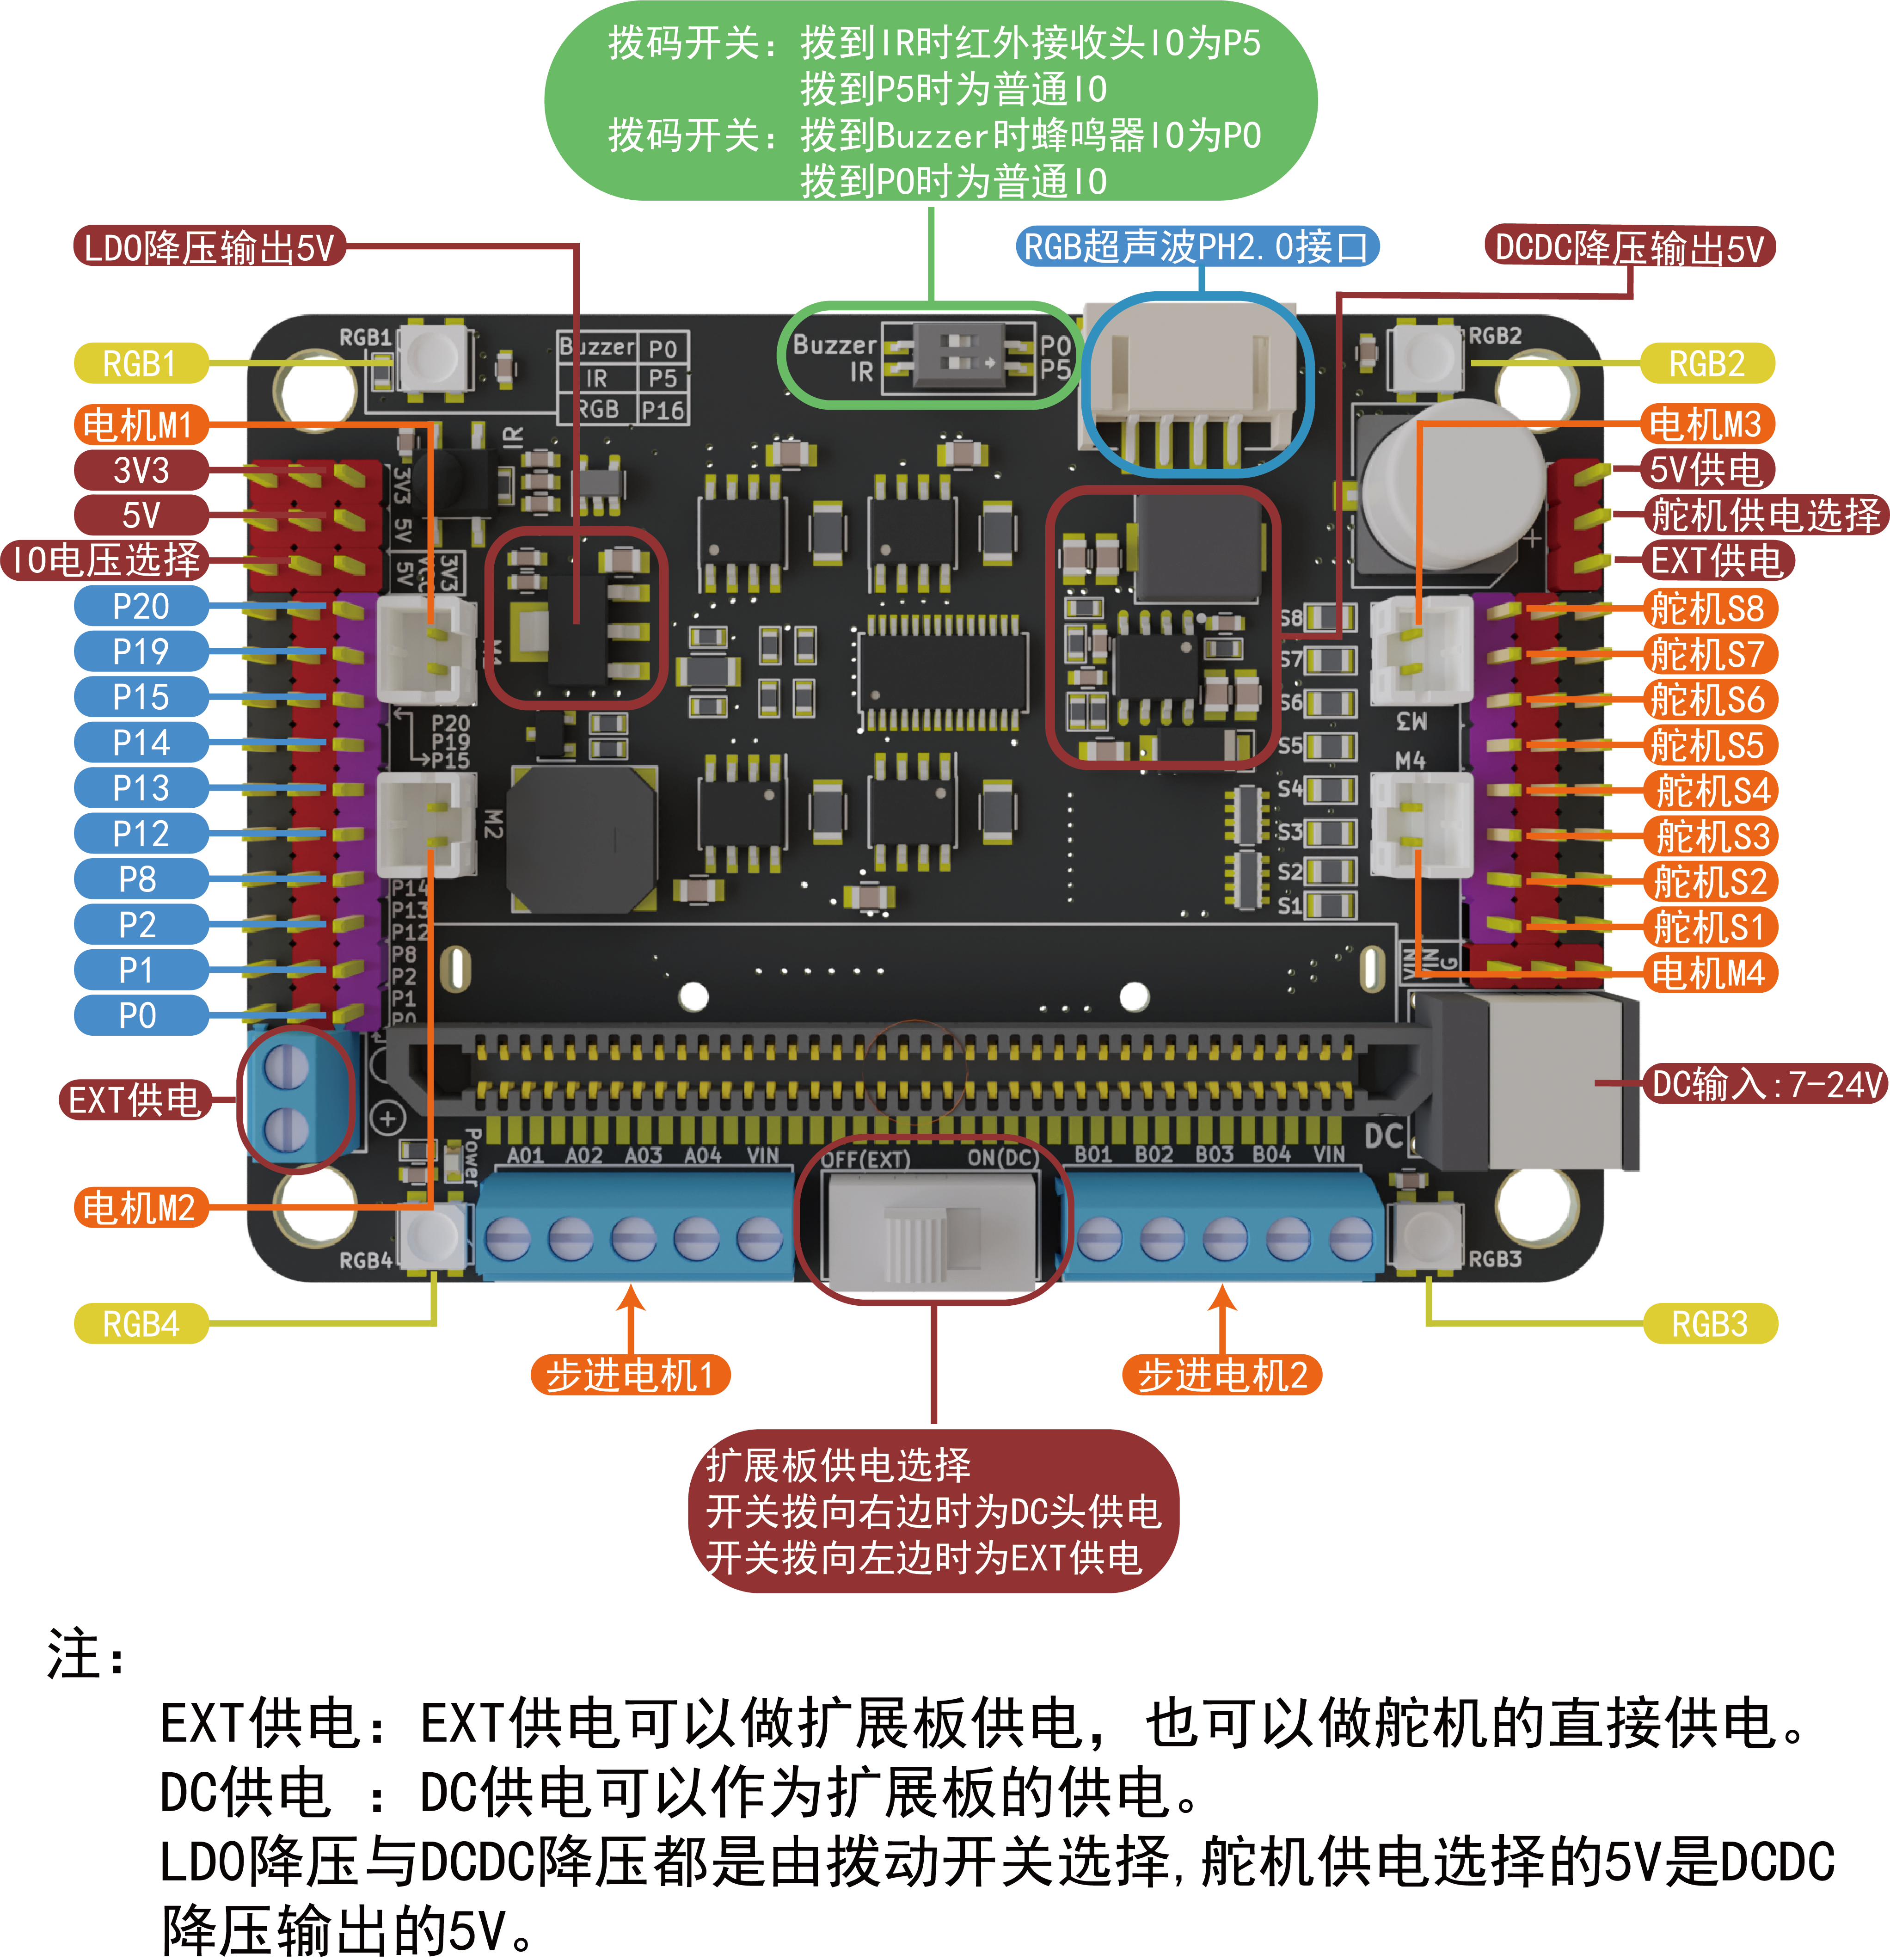 拨码开关：拨到IR时红外接收头IO为P5
拨到P5时为普通IO
拨码开关：拨到Buzzer时蜂鸣器IO为P0
拨到P0时为普通IO
LDO降压输出5V
RGB超声波PH2.0接口
DCDC降压输出5V
RGB1
电机M1
3V3
5V
IO电压选择
P20
P19
P15
P14
P13
P12
P8
P2
P1
P0
EXT供电
电机M2
RGB4
RGB1
Buzzer P0
IR P5
RGB P16
IR
3V3
5V
3V3
5V
Buzzer P0
IR P5
RGB2
P20
P19
P15
M2
P14
P13
P12
P8
P2
P1
P0
S8
S7
S6
S5
S4
S3
S2
S1
M3
M4
VIN
VIN
G
+
Power
A01 A02 A03 A04 VIN
OFF(EXT) ON(DC)
B01 B02 B03 B04 VIN
DC
RGB4
RGB3
RGB2
电机M3
5V供电
舵机供电选择
EXT供电
舵机S8
舵机S7
舵机S6
舵机S5
舵机S4
舵机S3
舵机S2
舵机S1
电机M4
DC输入:7-24V
RGB3
步进电机1
步进电机2
扩展板供电选择
开关拨向右边时为DC头供电
开关拨向左边时为EXT供电
注：
EXT供电：EXT供电可以做扩展板供电，也可以做舵机的直接供电。
DC供电 ：DC供电可以作为扩展板的供电。
LDO降压与DCDC降压都是由拨动开关选择,舵机供电选择的5V是DCDC
降压输出的5V。